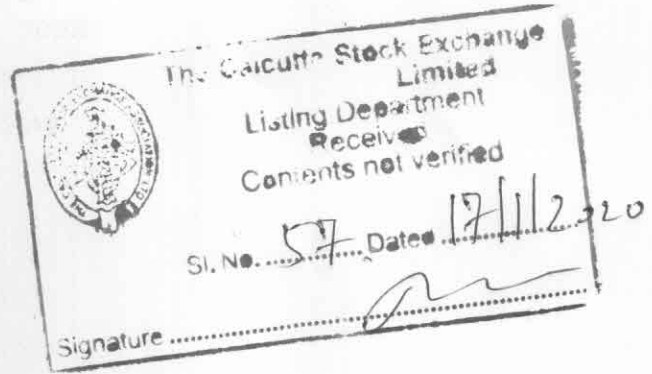 The Calcutta Stock Exchange
Limited
Listing Department
Received
Contents not verified
Sl. No. 57 Dated 17/1/2020
Signature